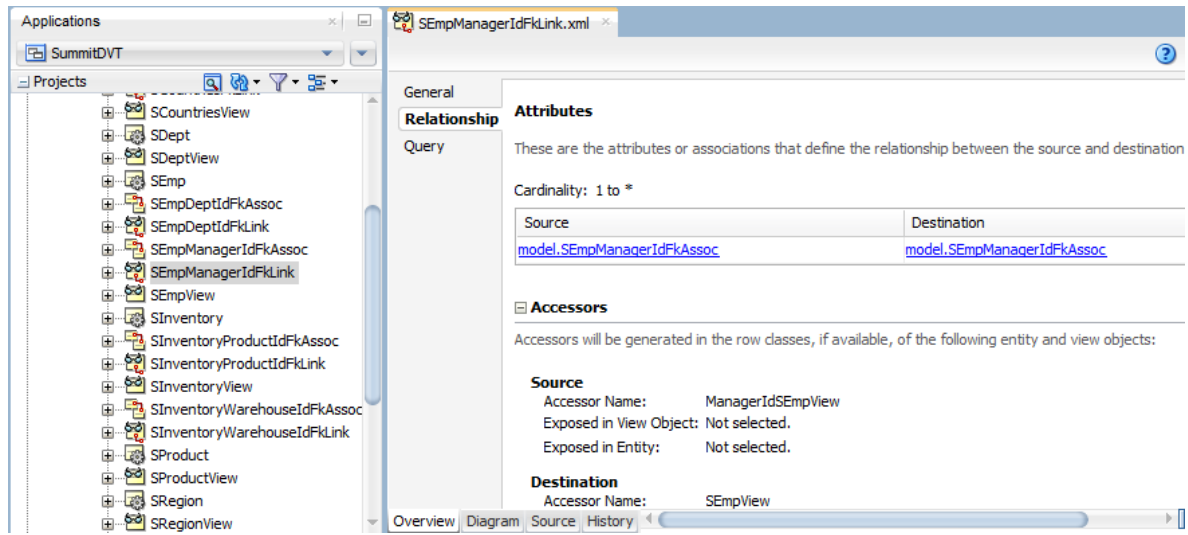 Applications
SummitDVT
Projects
SCountriesView
SDept
SDeptView
SEmp
SEmpDeptIdFkAssoc
SEmpDeptIdFkLink
SEmpManagerIdFkAssoc
SEmpManagerIdFkLink
SEmpView
SInventory
SInventoryProductIdFkAssoc
SInventoryProductIdFkLink
SInventoryView
SInventoryWarehouseIdFkAssoc
SInventoryWarehouseIdFkLink
SProduct
SProductView
SRegion
SRegionView
SEmpManagerIdFkLink.xml
General
Relationship
Query
Attributes
These are the attributes or associations that define the relationship between the source and destination
Cardinality: 1 to *
Source Destination
model.SEmpManagerIdFkAssoc model.SEmpManagerIdFkAssoc
Accessors
Accessors will be generated in the row classes, if available, of the following entity and view objects:
Source
Accessor Name: ManagerIdSEmpView
Exposed in View Object: Not selected.
Exposed in Entity: Not selected.
Destination
Accessor Name: SEmpView
Overview Diagram Source History